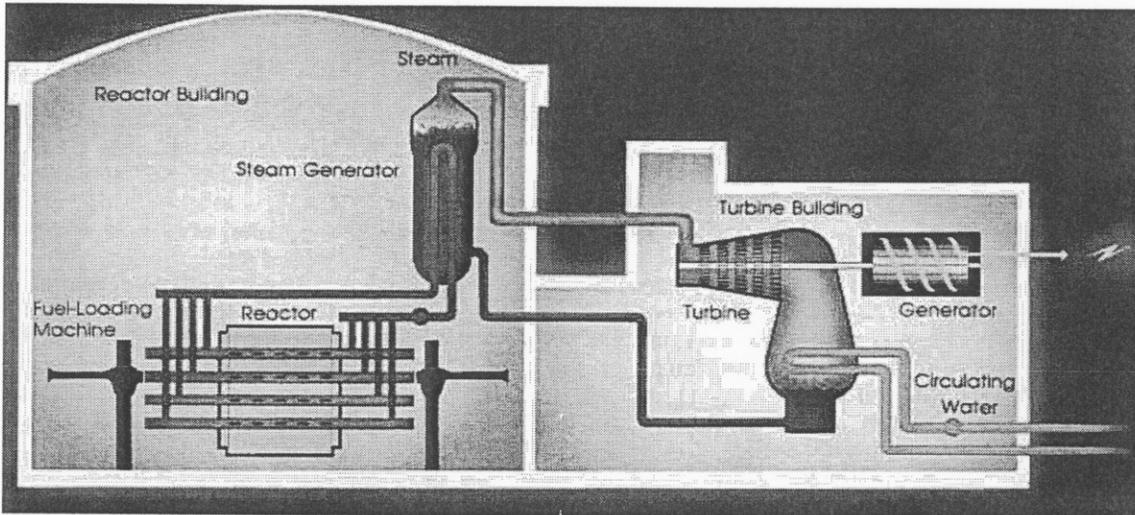 Steam
Reactor Building
Steam Generator
Turbine Building
Fuel-Loading
Machine
Reactor
Turbine
Generator
Circulating
Water